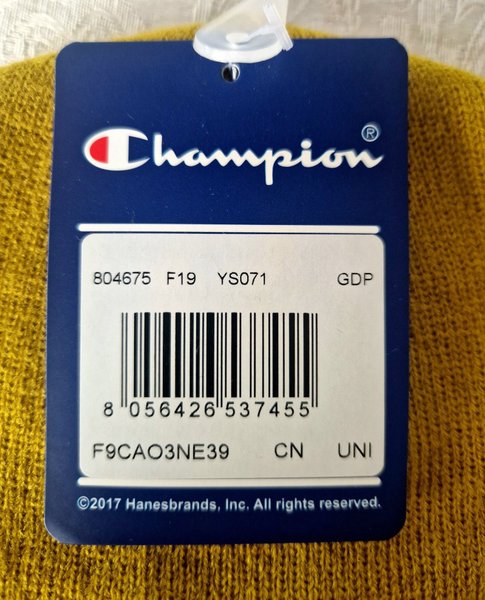 Champion®
804675 F19 YS071 GDP
8 056426 537455
F9CAO3NE39 CN UNI
©2017 Hanesbrands, Inc. All rights reserved.